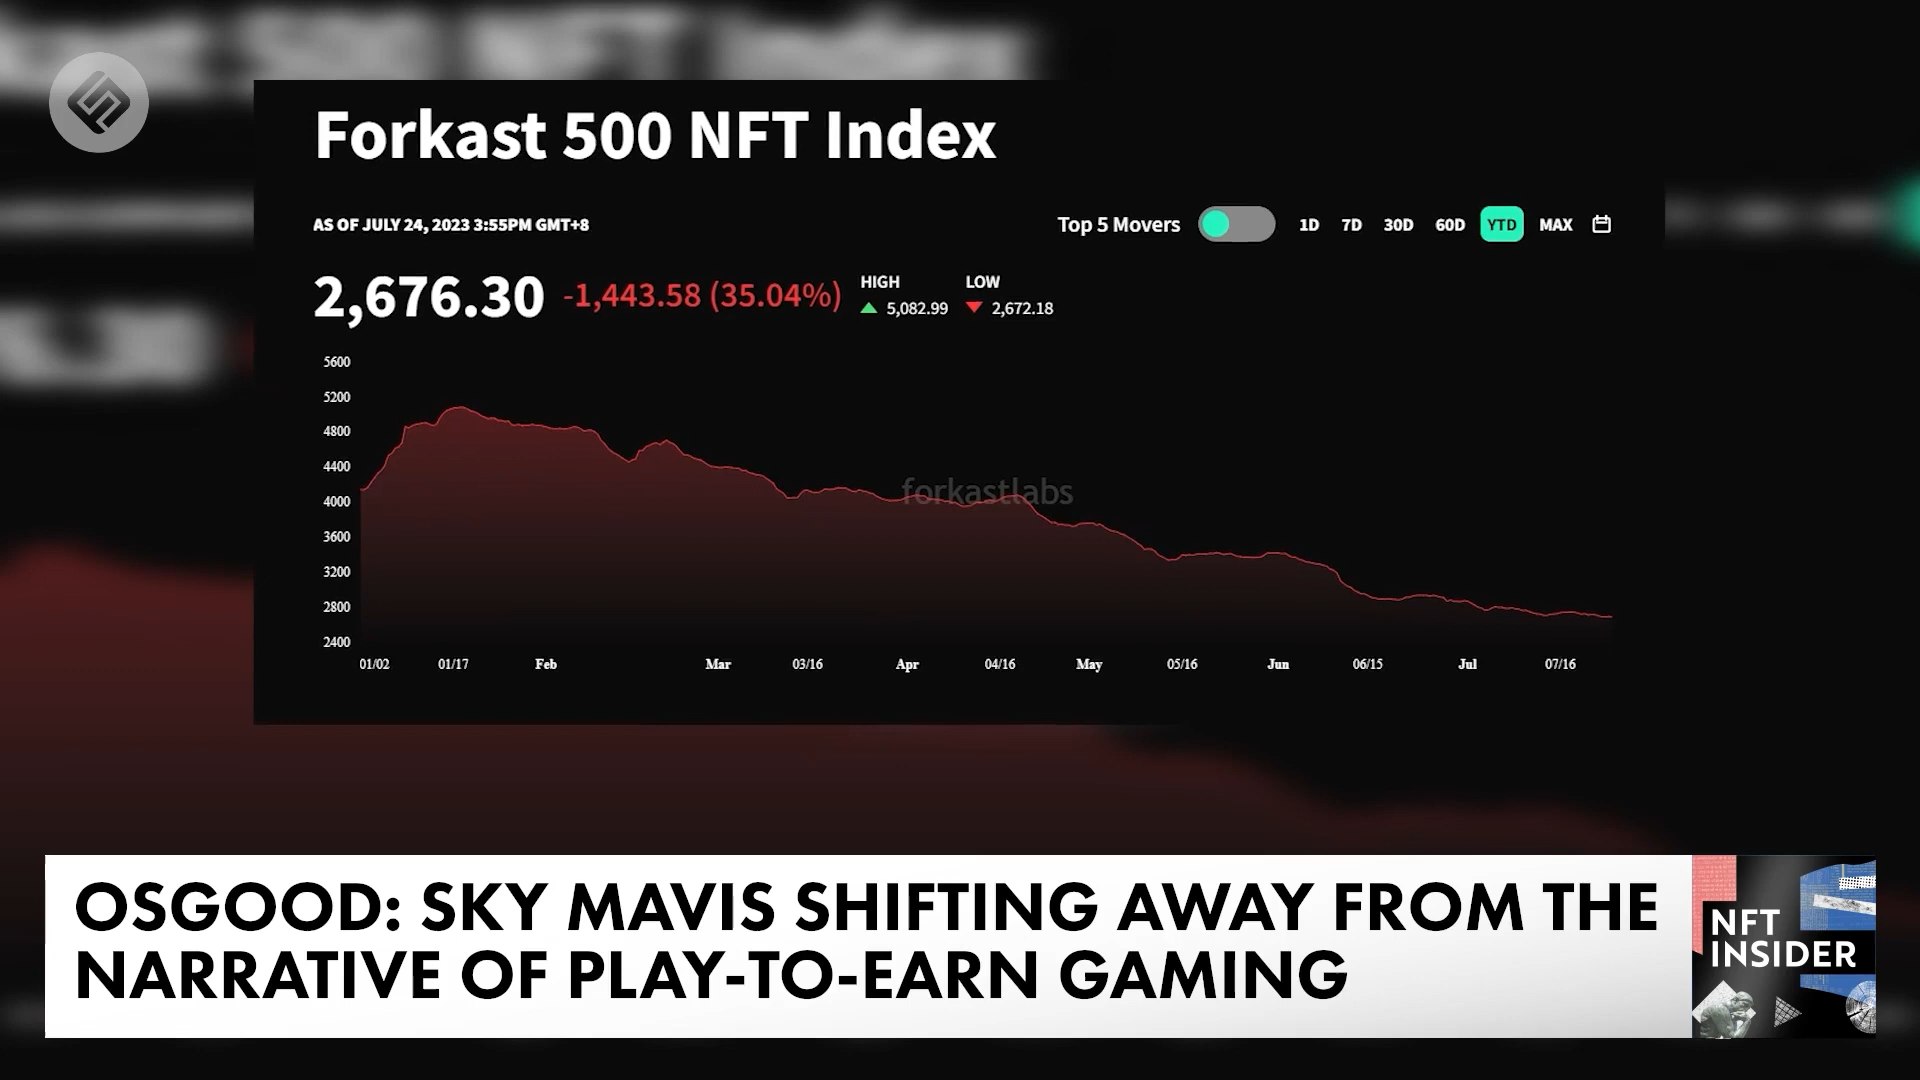 Forkast 500 NFT Index
AS OF JULY 24, 2023 3:55PM GMT+8
Top 5 Movers 1D 7D 30D 60D YTD MAX
2,676.30 -1,443.58 (35.04%)
HIGH LOW
5,082.99 2,672.18
5600
5200
4800
4400
4000
3600
3200
2800
2400
forkastlabs
01/02 01/17 Feb Mar 03/16 Apr 04/16 May 05/16 Jun 06/15 Jul 07/16
OSGOOD: SKY MAVIS SHIFTING AWAY FROM THE
NARRATIVE OF PLAY-TO-EARN GAMING
NFT
INSIDER